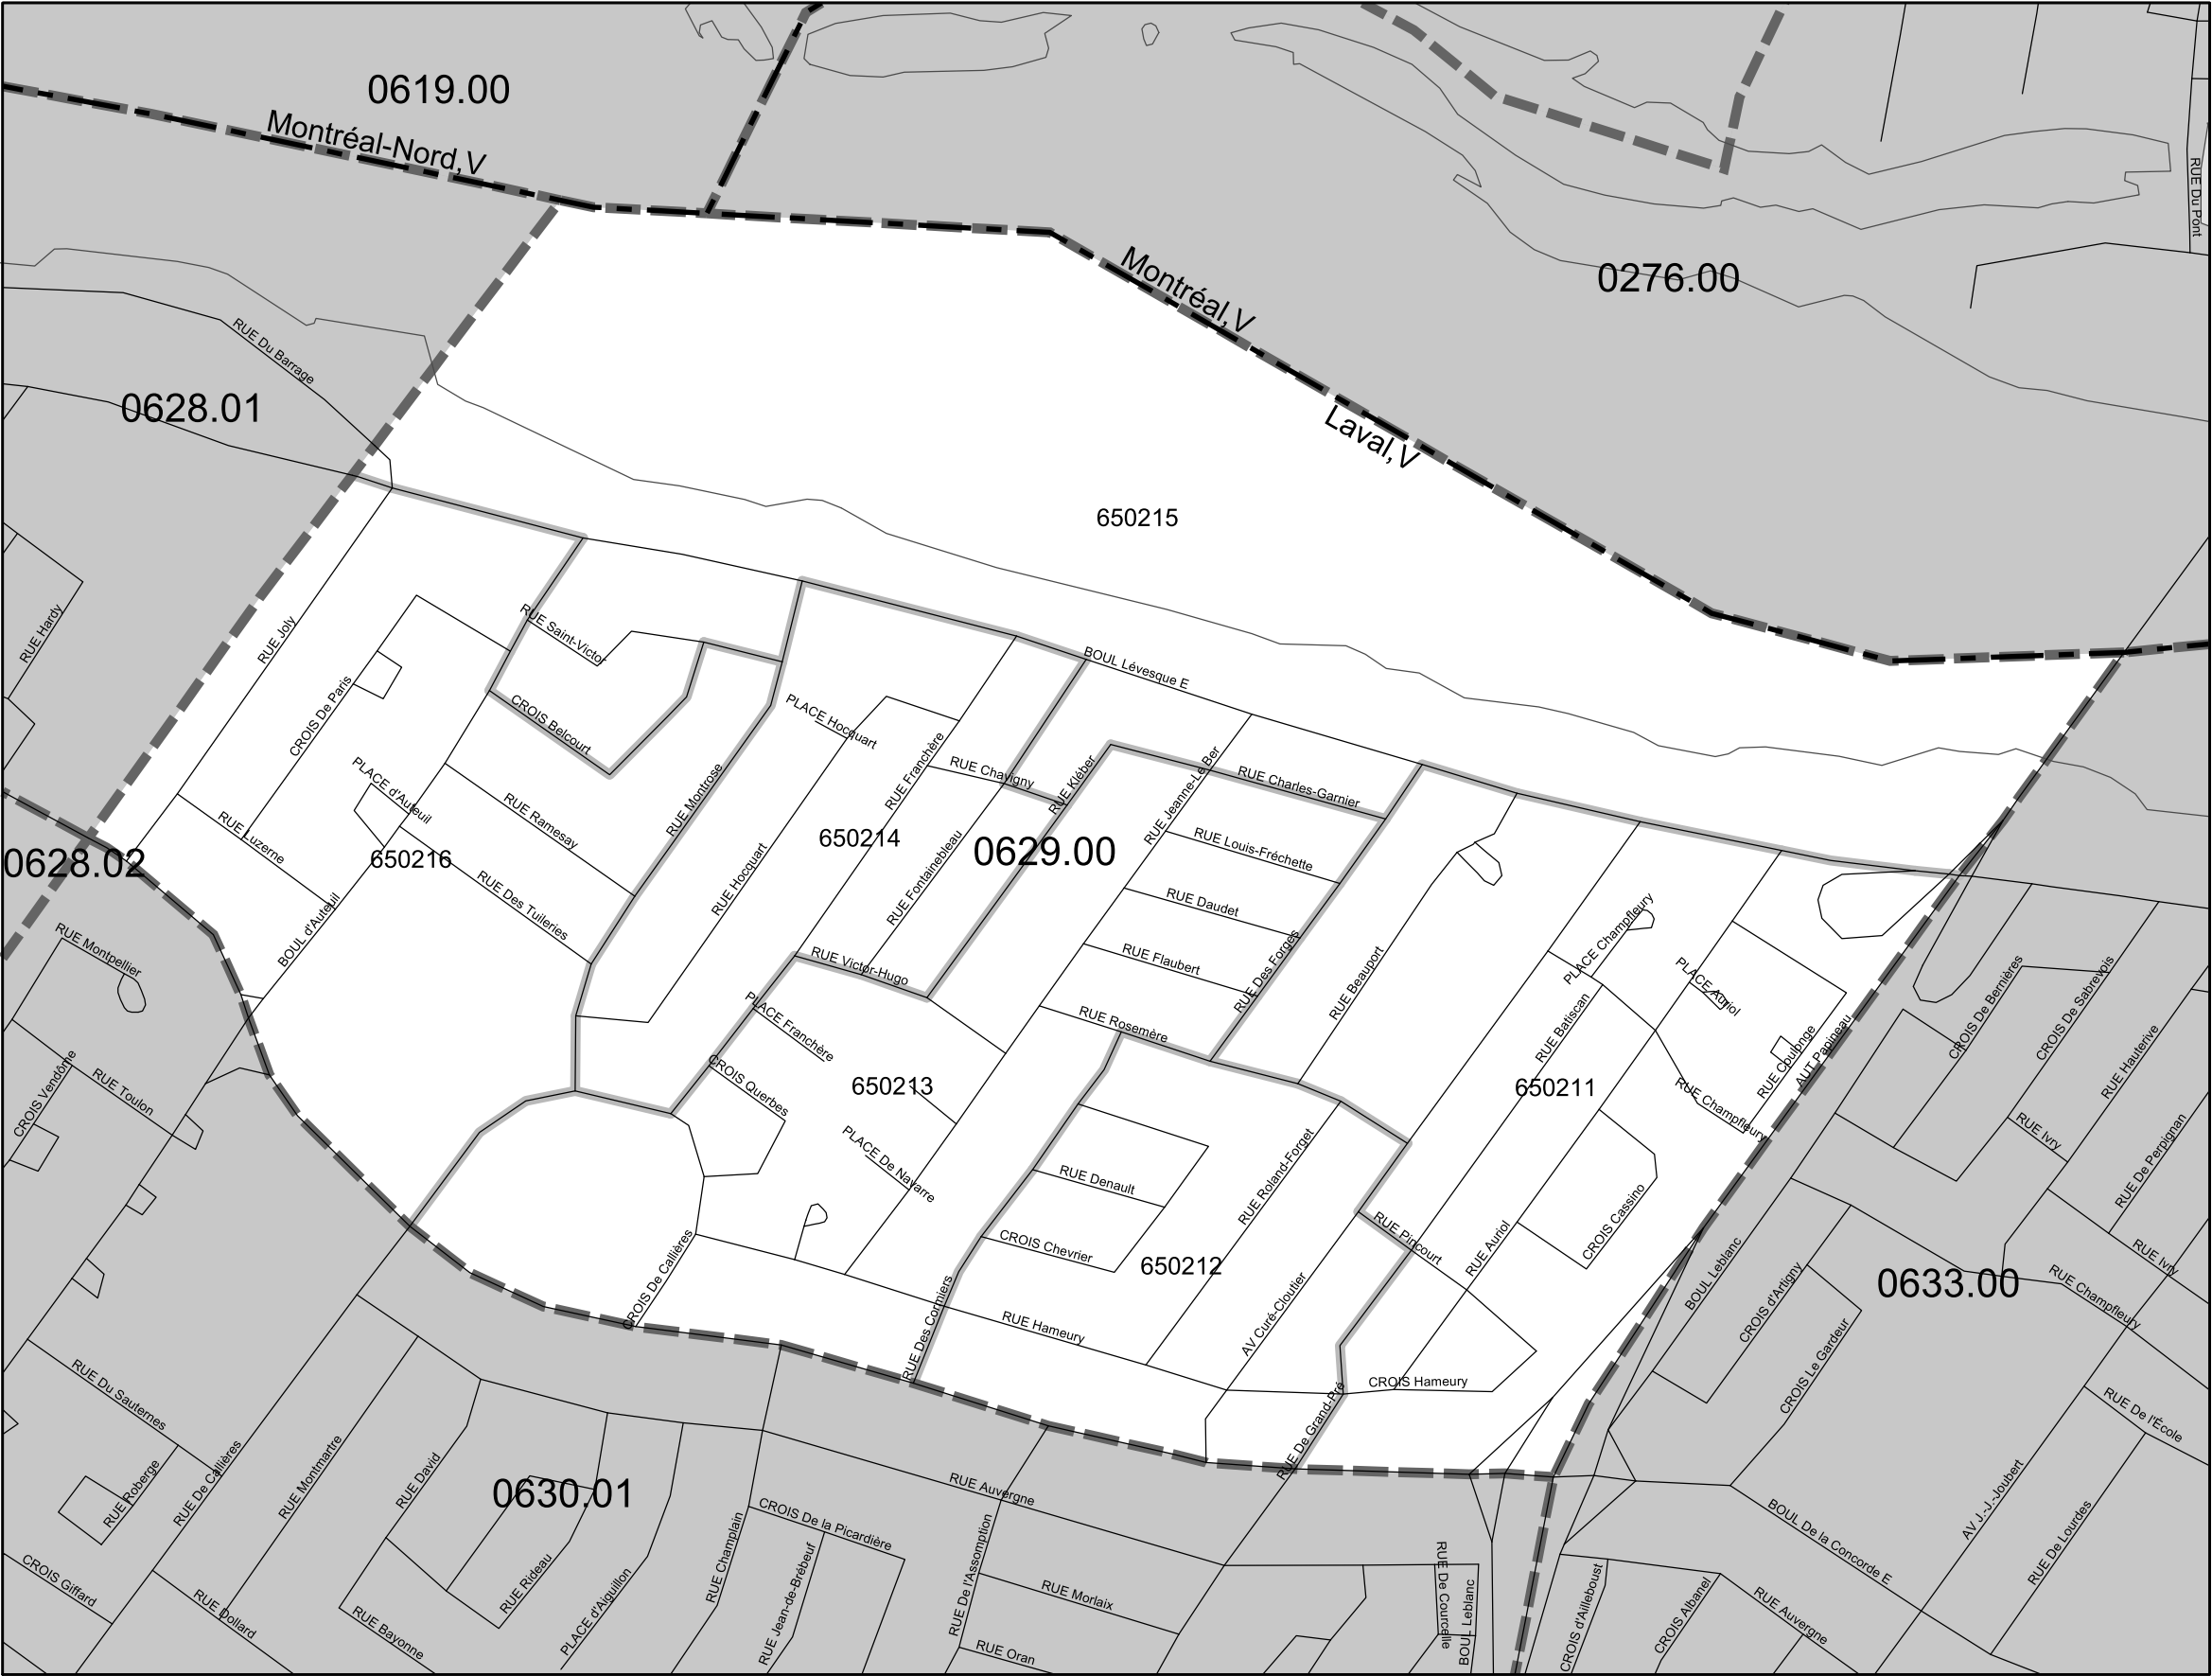 0619.00
Montréal-Nord,V
RUE Du Pont
Montréal,V
0276.00
RUE Du Barrage
0628.01
Laval,V
650215
RUE Hardy
RUE Joly
RUE Saint-Victor
BOUL Lévesque E
CROIS De Paris
CROIS Belcourt
PLACE Hocquart
RUE Franchère
RUE Chavigny
RUE Kléber
RUE Jeanne-Le Ber
RUE Charles-Garnier
PLACE d'Auteuil
RUE Ramesay
RUE Montrose
RUE Luzerne
650216
650214
0629.00
RUE Louis-Fréchette
0628.02
RUE Des Tuileries
RUE Hocquart
RUE Fontainebleau
RUE Daudet
BOUL d'Auteuil
RUE Montpellier
RUE Victor-Hugo
RUE Flaubert
RUE Des Forges
RUE Beauport
PLACE Champfleury
PLACE Auriol
CROIS De Bernières
CROIS De Sabrevois
PLACE Franchère
RUE Rosemère
RUE Batiscan
RUE Coulonge
AUT Papineau
RUE Hauterive
CROIS Vendôme
RUE Toulon
CROIS Querbes
650213
650211
RUE Champfleury
RUE Ivry
PLACE De Navarre
RUE Denault
RUE Roland-Forget
RUE De Perpignan
CROIS De Callières
CROIS Chevrier
650212
RUE Pincourt
RUE Auriol
CROIS Cassino
BOUL Leblanc
RUE Ivry
0633.00
RUE Champfleury
RUE Des Cormiers
RUE Hameury
AV Curé-Cloutier
CROIS d'Artigny
CROIS Le Gardeur
CROIS Hameury
RUE De Grand-Pré
RUE Du Sauternes
RUE De l'École
RUE Roberge
RUE De Callières
RUE Montmartre
RUE David
0630.01
RUE Auvergne
AV J.-J.-Joubert
BOUL De la Concorde E
RUE De Lourdes
CROIS De la Picardière
RUE Champlain
RUE Jean-de-Brébeuf
RUE De l'Assomption
RUE Morlaix
RUE De Courcelle
BOUL Leblanc
CROIS d'Ailleboust
CROIS Albanel
RUE Auvergne
CROIS Giffard
RUE Dollard
RUE Bayonne
RUE Rideau
PLACE d'Aiguillon
RUE Oran